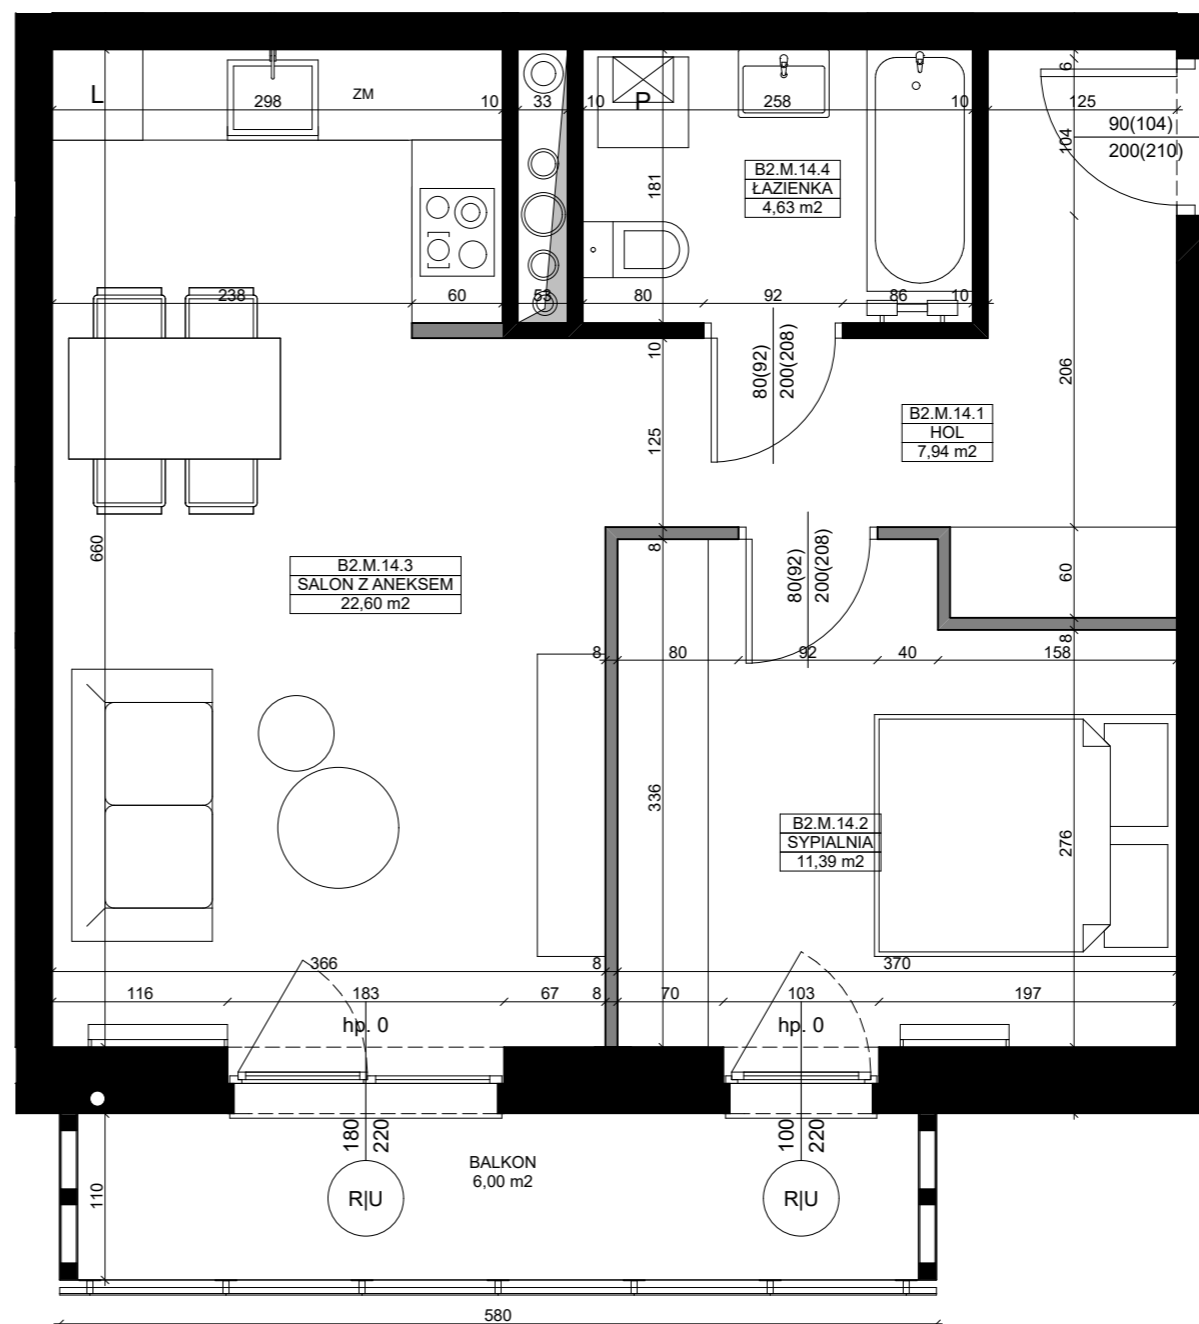 L
298
ZM
10
33
10
P
258
10
6
125
104
90(104)
200(210)
181
B2.M.14.4
ŁAZIENKA
4,63 m2
238
60
53
80
92
86
10
10
80(92)
200(208)
206
125
B2.M.14.1
HOL
7,94 m2
660
8
80(92)
200(208)
60
B2.M.14.3
SALON Z ANEKSEM
22,60 m2
8
80
92
40
158
8
336
B2.M.14.2
SYPIALNIA
11,39 m2
276
366
8
370
116
183
67
8
70
103
197
hp. 0
hp. 0
180
220
100
220
110
BALKON
6,00 m2
R|U
R|U
580